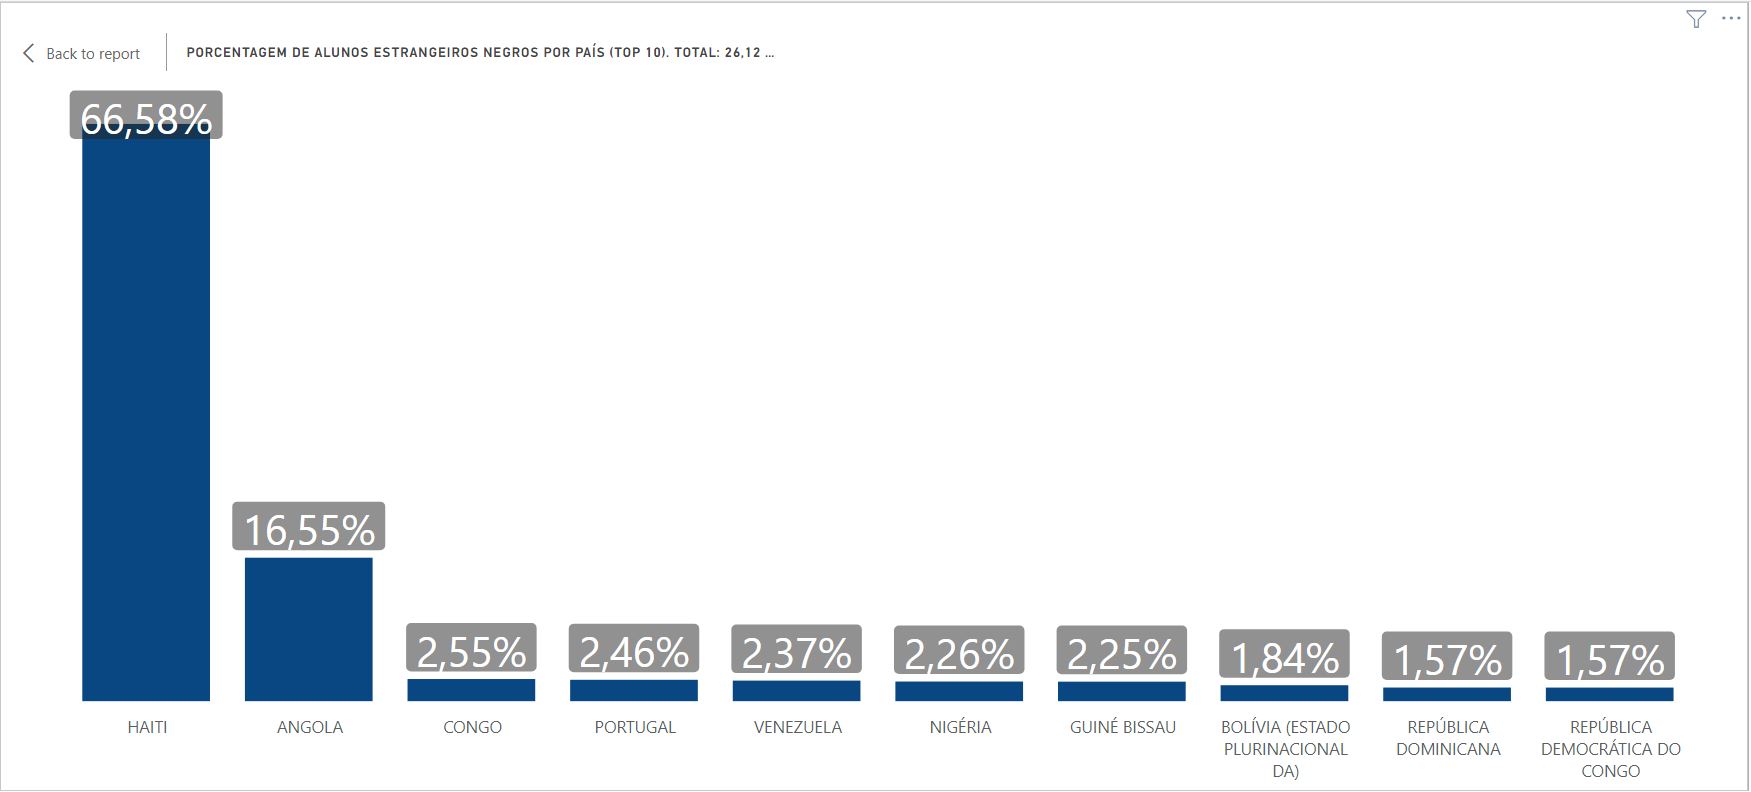 Back to report
PORCENTAGEM DE ALUNOS ESTRANGEIROS NEGROS POR PAÍS (TOP 10). TOTAL: 26,12 ...
66,58%
16,55%
2,55%
2,46%
2,37%
2,26%
2,25%
1,84%
1,57%
1,57%
HAITI
ANGOLA
CONGO
PORTUGAL
VENEZUELA
NIGÉRIA
GUINÉ BISSAU
BOLÍVIA (ESTADO
PLURINACIONAL
DA)
REPÚBLICA
DOMINICANA
REPÚBLICA
DEMOCRÁTICA DO
CONGO